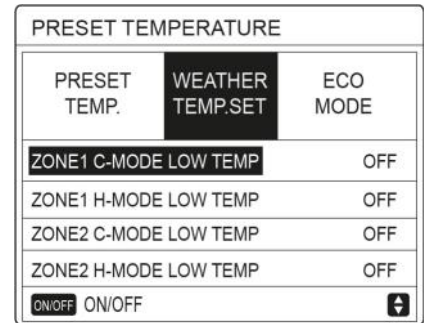 PRESET TEMPERATURE
PRESET TEMP.
WEATHER TEMP.SET
ECO MODE
ZONE1 C-MODE LOW TEMP OFF
ZONE1 H-MODE LOW TEMP OFF
ZONE2 C-MODE LOW TEMP OFF
ZONE2 H-MODE LOW TEMP OFF
ON/OFF ON/OFF